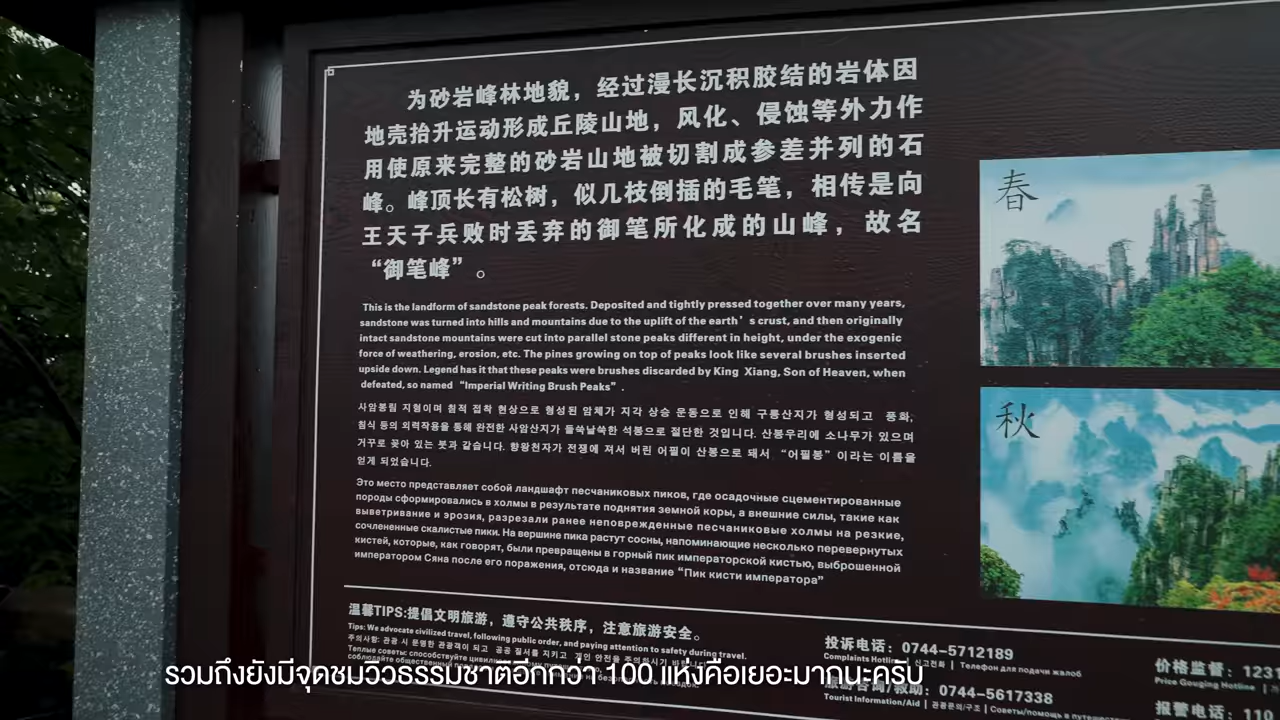 为砂岩峰林地貌，经过漫长沉积胶结的岩体因
地壳抬升运动形成丘陵山地，风化、侵蚀等外力作
用使原来完整的砂岩山地被切割成参差并列的石
峰。峰顶长有松树，似几枝倒插的毛笔，相传是向
王天子兵败时丢弃的御笔所化成的山峰，故名
“御笔峰”。
This is the landform of sandstone peak forests. Deposited and tightly pressed together over many years,
sandstone was turned into hills and mountains due to the uplift of the earth’s crust, and then originally
intact sandstone mountains were cut into parallel stone peaks different in height, under the exogenic
force of weathering, erosion, etc. The pines growing on top of peaks look like several brushes inserted
upside down. Legend has it that these peaks were brushes discarded by King Xiang, Son of Heaven, when
defeated, so named “Imperial Writing Brush Peaks”.
사암봉림 지형이며 침적 접착 현상으로 형성된 암체가 지각 상승 운동으로 인해 구릉산지가 형성되고 풍화,
침식 등의 외력작용을 통해 완전한 사암산지가 들쑥날쑥한 석봉으로 절단한 것입니다. 산봉우리에 소나무가 있으며
거꾸로 꽂아 있는 붓과 같습니다. 향왕천자가 전쟁에 져서 버린 어필이 산봉으로 돼서 “어필봉”이라는 이름을
얻게 되었습니다.
Это место представляет собой ландшафт песчаниковых пиков, где осадочные сцементированные
породы сформировались в холмы в результате поднятия земной коры, а внешние силы, такие как
выветривание и эрозия, разрезали ранее неповрежденные песчаниковые холмы на резкие,
сочлененные скалистые пики. На вершине пика растут сосны, напоминающие несколько перевернутых
кистей, которые, как говорят, были превращены в горный пик императорской кистью, выброшенной
императором Сяна после его поражения, отсюда и название “Пик кисти императора”
春
秋
温馨TIPS:提倡文明旅游，遵守公共秩序，注意旅游安全。
Tips: We advocate civilized travel, following public order, and paying attention to safety during travel.
주의사항: 관광 시 문명한 관광객이 되고 공공 질서를 지키고 개인 안전을 주의하시기 바랍니다.
Теплые советы: способствуйте
соблюдайте общественный
投诉电话：0744-5712189
Complaints Hotline | 신고전화 | Телефон для подачи жалоб
旅游咨询/救助：0744-5617338
Tourist Information/Aid | 관광문의/구조 | Советы/помощь в
价格监督：1231
Price Gouging Hotline
报警电话：110
รวมถึงยังมีจุดชมวิวธรรมชาติอีกกว่า 100 แห่งคือเยอะมากนะครับ